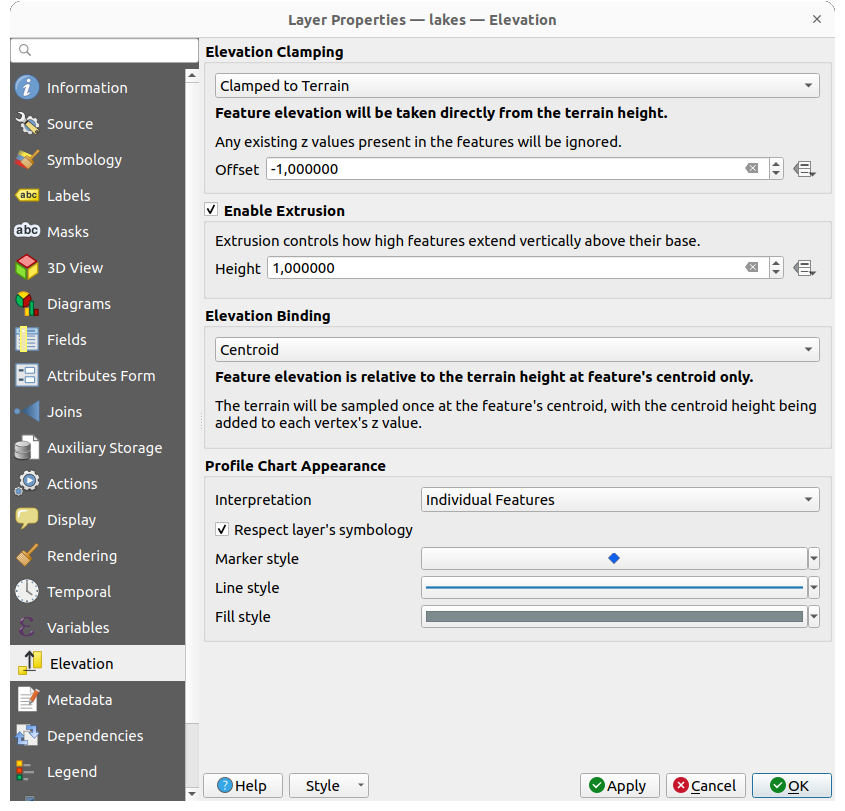 Layer Properties — lakes — Elevation
Information
Source
Symbology
abc Labels
abc Masks
3D View
Diagrams
Fields
Attributes Form
Joins
Auxiliary Storage
Actions
Display
Rendering
Temporal
Variables
Elevation
Metadata
Dependencies
Legend
Elevation Clamping
Clamped to Terrain
Feature elevation will be taken directly from the terrain height.
Any existing z values present in the features will be ignored.
Offset -1,000000
Enable Extrusion
Extrusion controls how high features extend vertically above their base.
Height 1,000000
Elevation Binding
Centroid
Feature elevation is relative to the terrain height at feature's centroid only.
The terrain will be sampled once at the feature's centroid, with the centroid height being
added to each vertex's z value.
Profile Chart Appearance
Interpretation Individual Features
Respect layer's symbology
Marker style
Line style
Fill style
Help Style Apply Cancel OK